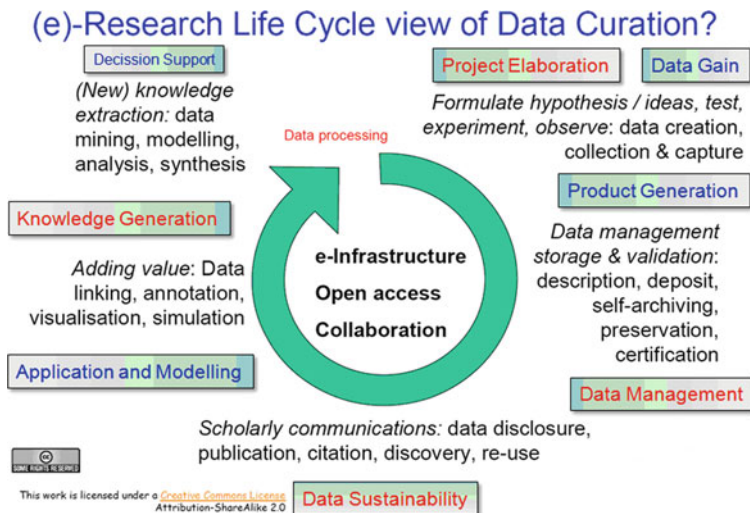 (e)-Research Life Cycle view of Data Curation?
Decission Support
(New) knowledge
extraction: data
mining, modelling,
analysis, synthesis
Data processing
Project Elaboration
Data Gain
Formulate hypothesis / ideas, test,
experiment, observe: data creation,
collection & capture
Product Generation
Knowledge Generation
e-Infrastructure
Open access
Collaboration
Data management
storage & validation:
description, deposit,
self-archiving,
preservation,
certification
Adding value: Data
linking, annotation,
visualisation, simulation
Application and Modelling
Data Management
Scholarly communications: data disclosure,
publication, citation, discovery, re-use
cc
SOME RIGHTS RESERVED
This work is licensed under a Creative Commons License
Attribution-ShareAlike 2.0
Data Sustainability